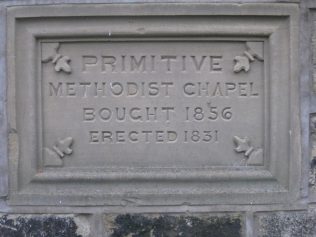 PRIMITIVE
METHODIST CHAPEL
BOUGHT 1856
ERECTED 1831